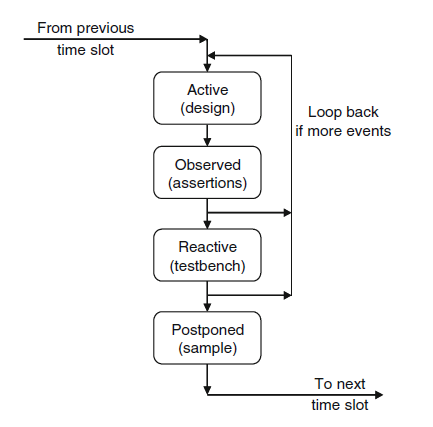 From previous
time slot
Active
(design)
Loop back
if more events
Observed
(assertions)
Reactive
(testbench)
Postponed
(sample)
To next
time slot